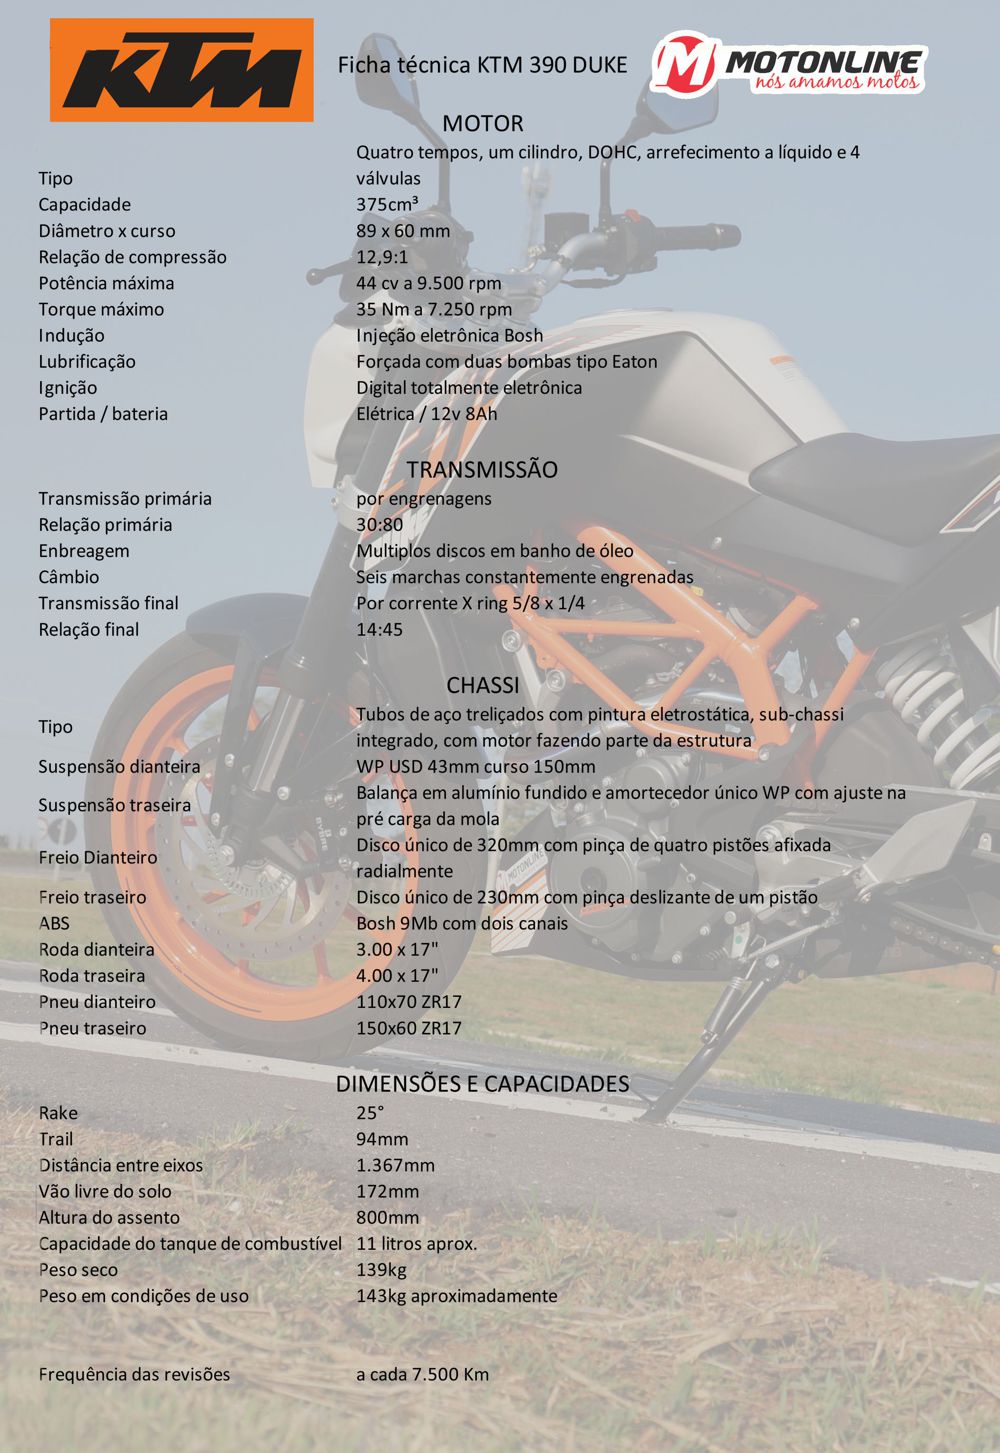 KTM
Ficha técnica KTM 390 DUKE
MOTONLINE
nós amamos motos
MOTOR
Tipo Quatro tempos, um cilindro, DOHC, arrefecimento a líquido e 4
válvulas
Capacidade 375cm³
Diâmetro x curso 89 x 60 mm
Relação de compressão 12,9:1
Potência máxima 44 cv a 9.500 rpm
Torque máximo 35 Nm a 7.250 rpm
Indução Injeção eletrônica Bosh
Lubrificação Forçada com duas bombas tipo Eaton
Ignição Digital totalmente eletrônica
Partida / bateria Elétrica / 12v 8Ah
TRANSMISSÃO
Transmissão primária por engrenagens
Relação primária 30:80
Enbreagem Multiplos discos em banho de óleo
Câmbio Seis marchas constantemente engrenadas
Transmissão final Por corrente X ring 5/8 x 1/4
Relação final 14:45
CHASSI
Tipo Tubos de aço treliçados com pintura eletrostática, sub-chassi
integrado, com motor fazendo parte da estrutura
Suspensão dianteira WP USD 43mm curso 150mm
Suspensão traseira Balança em alumínio fundido e amortecedor único WP com ajuste na
pré carga da mola
Freio Dianteiro Disco único de 320mm com pinça de quatro pistões afixada
radialmente
Freio traseiro Disco único de 230mm com pinça deslizante de um pistão
ABS Bosh 9Mb com dois canais
Roda dianteira 3.00 x 17"
Roda traseira 4.00 x 17"
Pneu dianteiro 110x70 ZR17
Pneu traseiro 150x60 ZR17
DIMENSÕES E CAPACIDADES
Rake 25°
Trail 94mm
Distância entre eixos 1.367mm
Vão livre do solo 172mm
Altura do assento 800mm
Capacidade do tanque de combustível 11 litros aprox.
Peso seco 139kg
Peso em condições de uso 143kg aproximadamente
Frequência das revisões a cada 7.500 Km
MOTONLINE